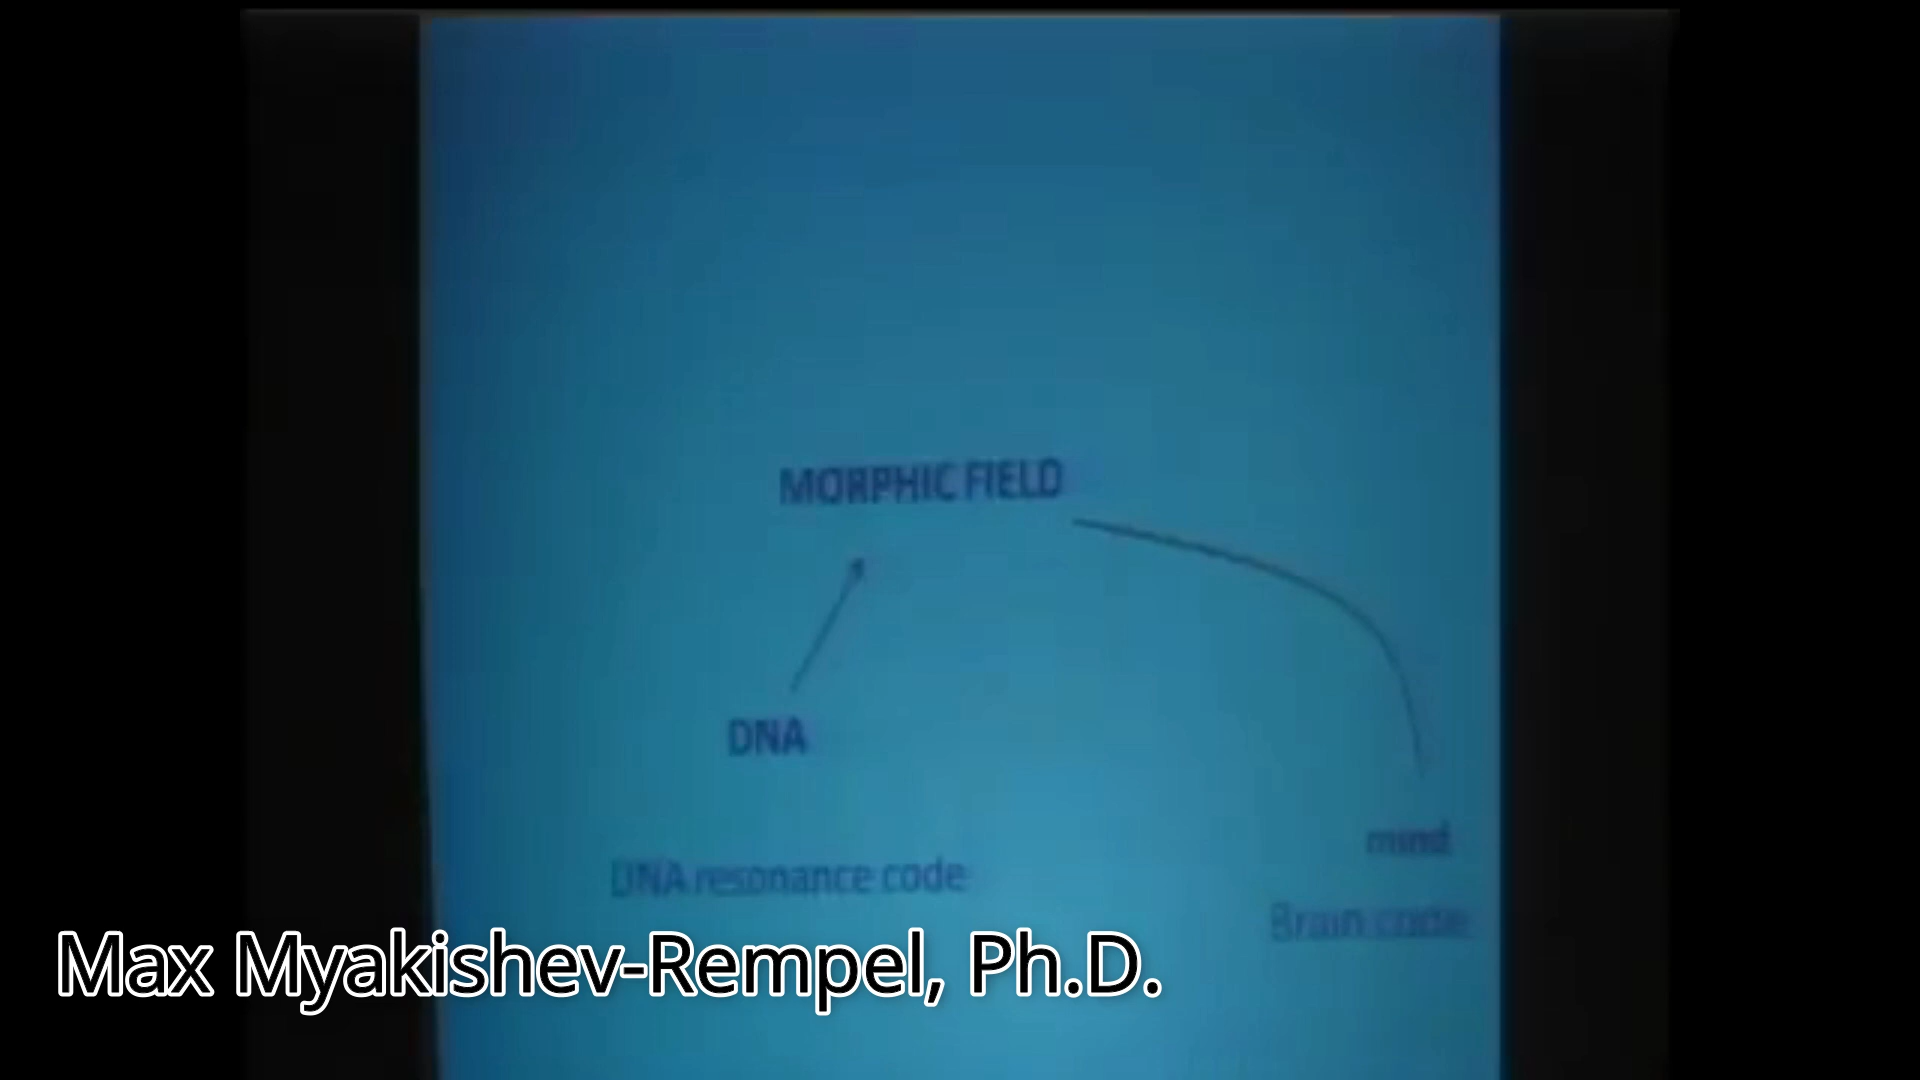 MORPHIC FIELD
DNA
mind
DNA resonance code
Brain code
Max Myakishev-Rempel, Ph.D.